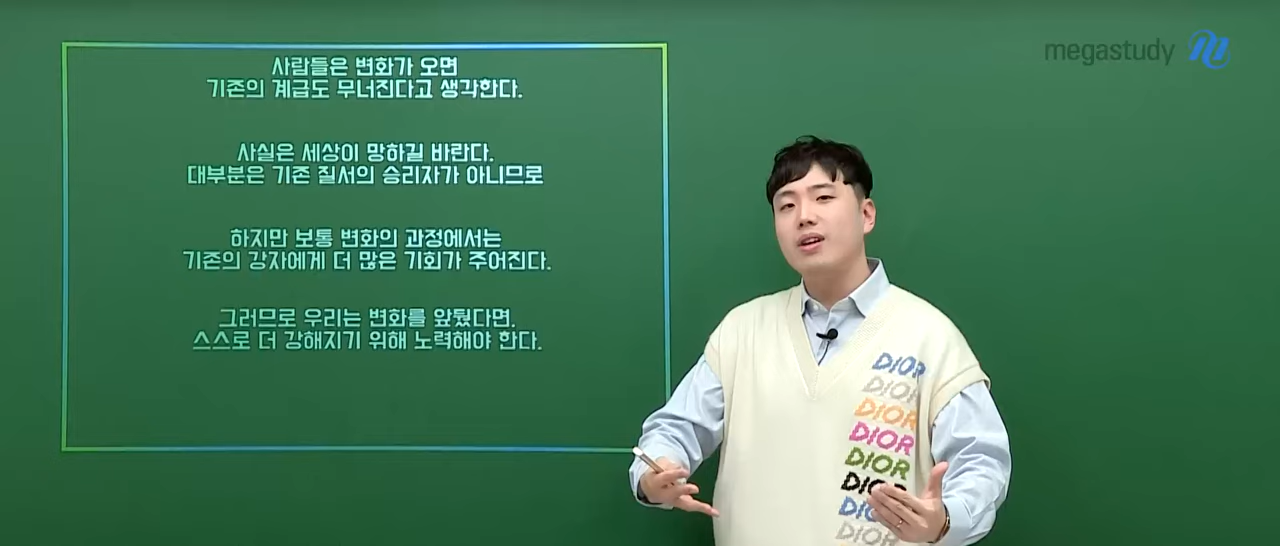 megastudy
사람들은 변화가 오면
기존의 계급도 무너진다고 생각한다.
사실은 세상이 망하길 바란다.
대부분은 기존 질서의 승리자가 아니므로
하지만 보통 변화의 과정에서는
기존의 강자에게 더 많은 기회가 주어진다.
그러므로 우리는 변화를 앞뒀다면,
스스로 더 강해지기 위해 노력해야 한다.
DIOR
DIOR
DIOR
DIOR
DIOR
DIOR